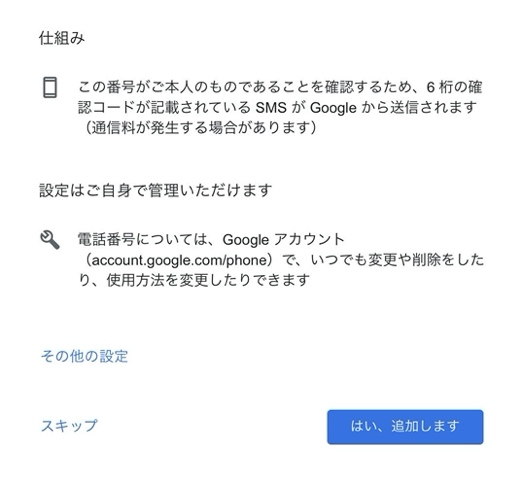 仕組み
この番号がご本人のものであることを確認するため、6 桁の確
認コードが記載されている SMS が Google から送信されます
（通信料が発生する場合があります）
設定はご自身で管理いただけます
電話番号については、Google アカウント
（account.google.com/phone）で、いつでも変更や削除をした
り、使用方法を変更したりできます
その他の設定
スキップ
はい、追加します